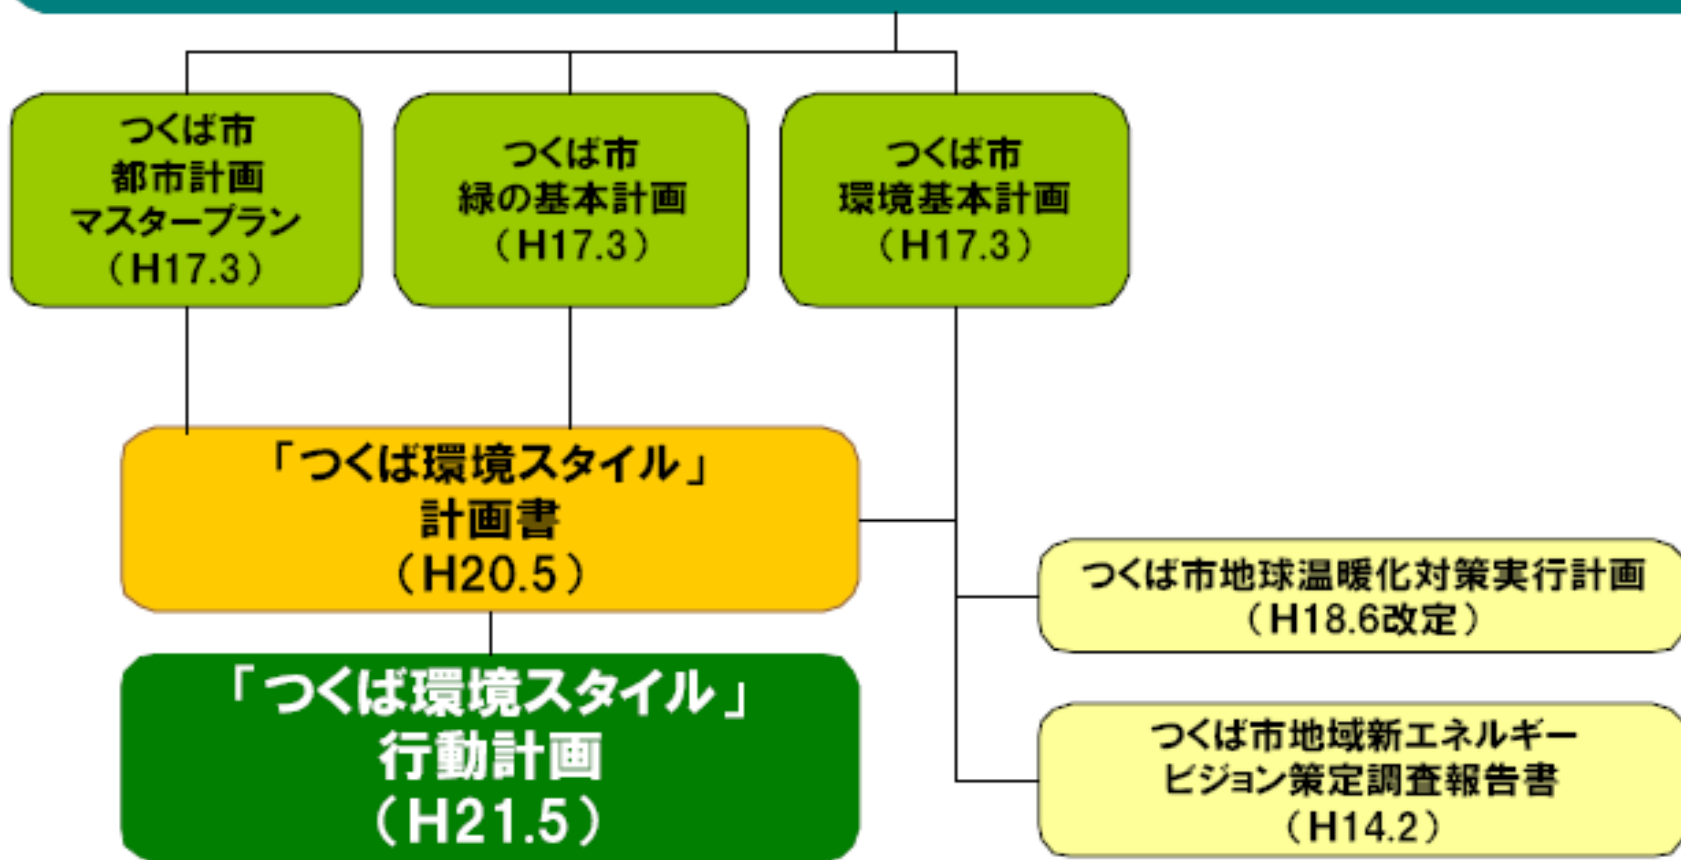 つくば市
都市計画
マスタープラン
（H17.3）
つくば市
緑の基本計画
（H17.3）
つくば市
環境基本計画
（H17.3）
「つくば環境スタイル」
計画書
（H20.5）
「つくば環境スタイル」
行動計画
（H21.5）
つくば市地球温暖化対策実行計画
（H18.6改定）
つくば市地域新エネルギー
ビジョン策定調査報告書
（H14.2）